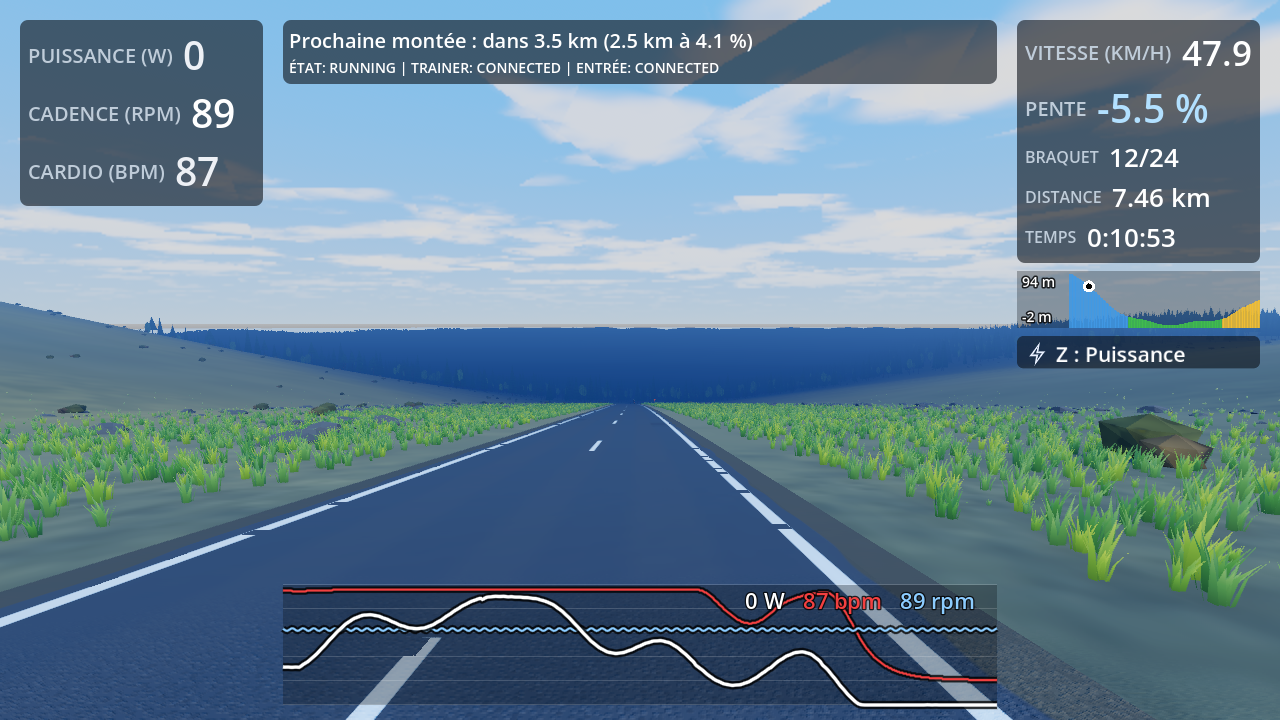 PUISSANCE (W) 0
CADENCE (RPM) 89
CARDIO (BPM) 87
Prochaine montée : dans 3.5 km (2.5 km à 4.1 %)
ÉTAT: RUNNING | TRAINER: CONNECTED | ENTRÉE: CONNECTED
VITESSE (KM/H) 47.9
PENTE -5.5 %
BRAQUET 12/24
DISTANCE 7.46 km
TEMPS 0:10:53
94 m
-2 m
Z : Puissance
0 W 87 bpm 89 rpm